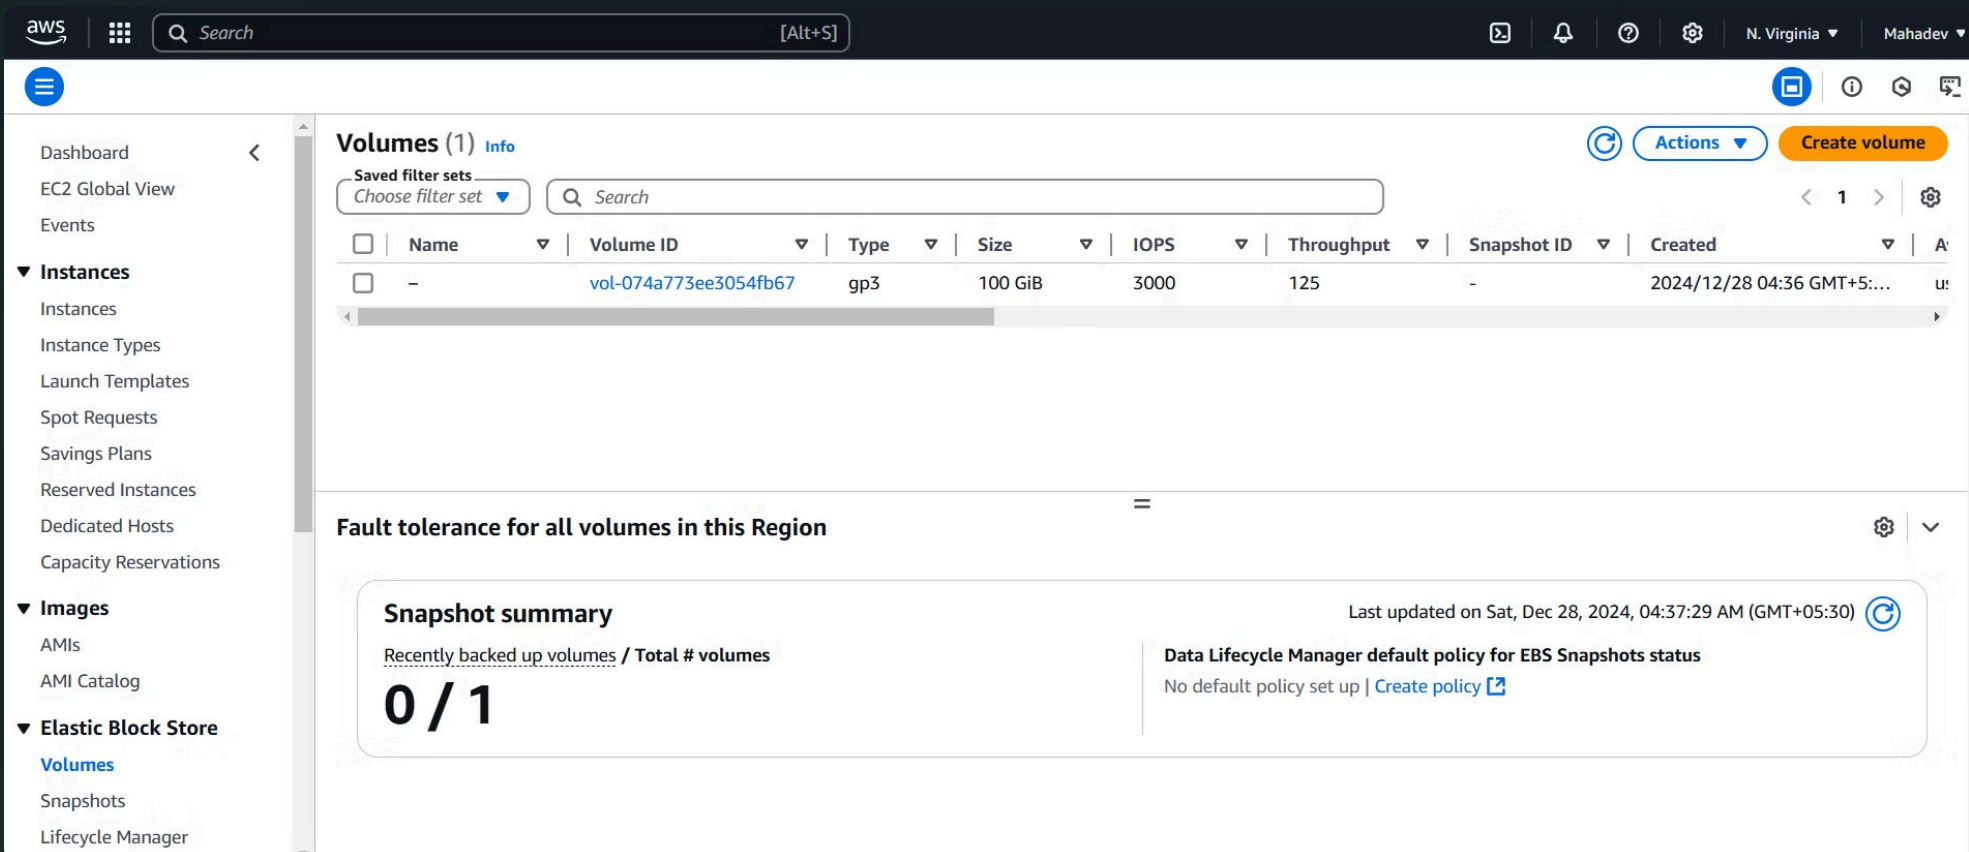 aws
Search [Alt+S]
N. Virginia
Mahadev
Dashboard
EC2 Global View
Events
Instances
Instances
Instance Types
Launch Templates
Spot Requests
Savings Plans
Reserved Instances
Dedicated Hosts
Capacity Reservations
Images
AMIs
AMI Catalog
Elastic Block Store
Volumes
Snapshots
Lifecycle Manager
Volumes (1) Info
Actions
Create volume
Saved filter sets
Choose filter set
Search
1
Name Volume ID Type Size IOPS Throughput Snapshot ID Created
– vol-074a773ee3054fb67 gp3 100 GiB 3000 125 - 2024/12/28 04:36 GMT+5:...
Fault tolerance for all volumes in this Region
Snapshot summary
Last updated on Sat, Dec 28, 2024, 04:37:29 AM (GMT+05:30)
Recently backed up volumes / Total # volumes
0 / 1
Data Lifecycle Manager default policy for EBS Snapshots status
No default policy set up | Create policy